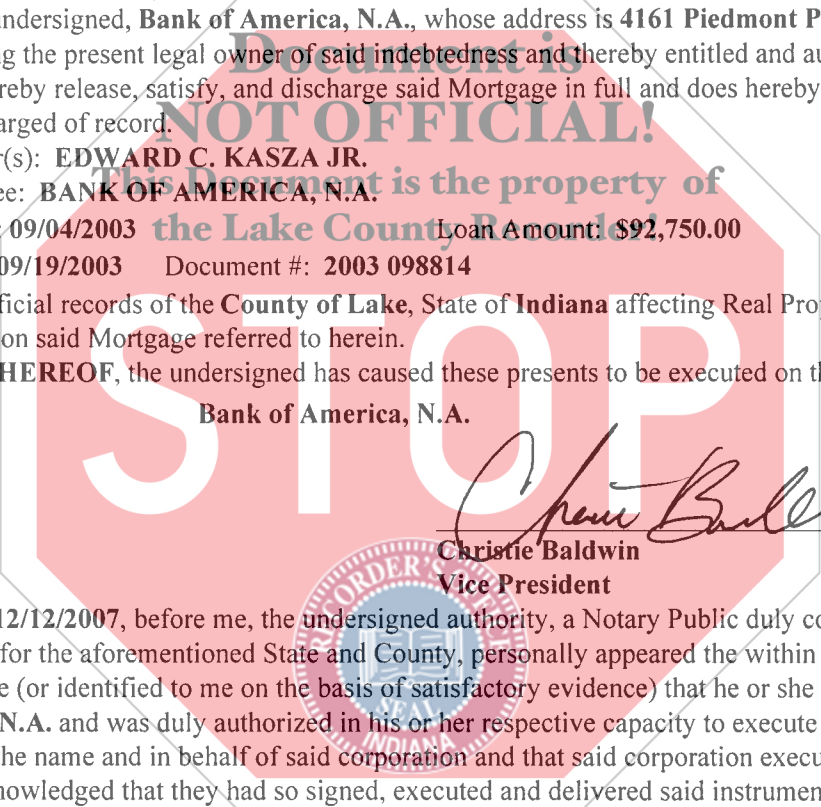 undersigned, Bank of America, N.A., whose address is 4161 Piedmont P
ng the present legal owner of said indebtedness and thereby entitled and au
Document is
reby release, satisfy, and discharge said Mortgage in full and does hereby
arged of record.
NOT OFFICIAL!
r(s): EDWARD C. KASZA JR.
ee: BANK OF AMERICA, N.A.
This Document is the property of
09/04/2003 Loan Amount: $92,750.00
the Lake County Recorder!
09/19/2003 Document #: 2003 098814
ficial records of the County of Lake, State of Indiana affecting Real Prop
on said Mortgage referred to herein.
HEREOF, the undersigned has caused these presents to be executed on th
STOP
Bank of America, N.A.
Christie Baldwin
Vice President
12/12/2007, before me, the undersigned authority, a Notary Public duly co
for the aforementioned State and County, personally appeared the within
e (or identified to me on the basis of satisfactory evidence) that he or she
N.A. and was duly authorized in his or her respective capacity to execute
he name and in behalf of said corporation and that said corporation execu
nowledged that they had so signed, executed and delivered said instrumen
SEAL
INDIANA